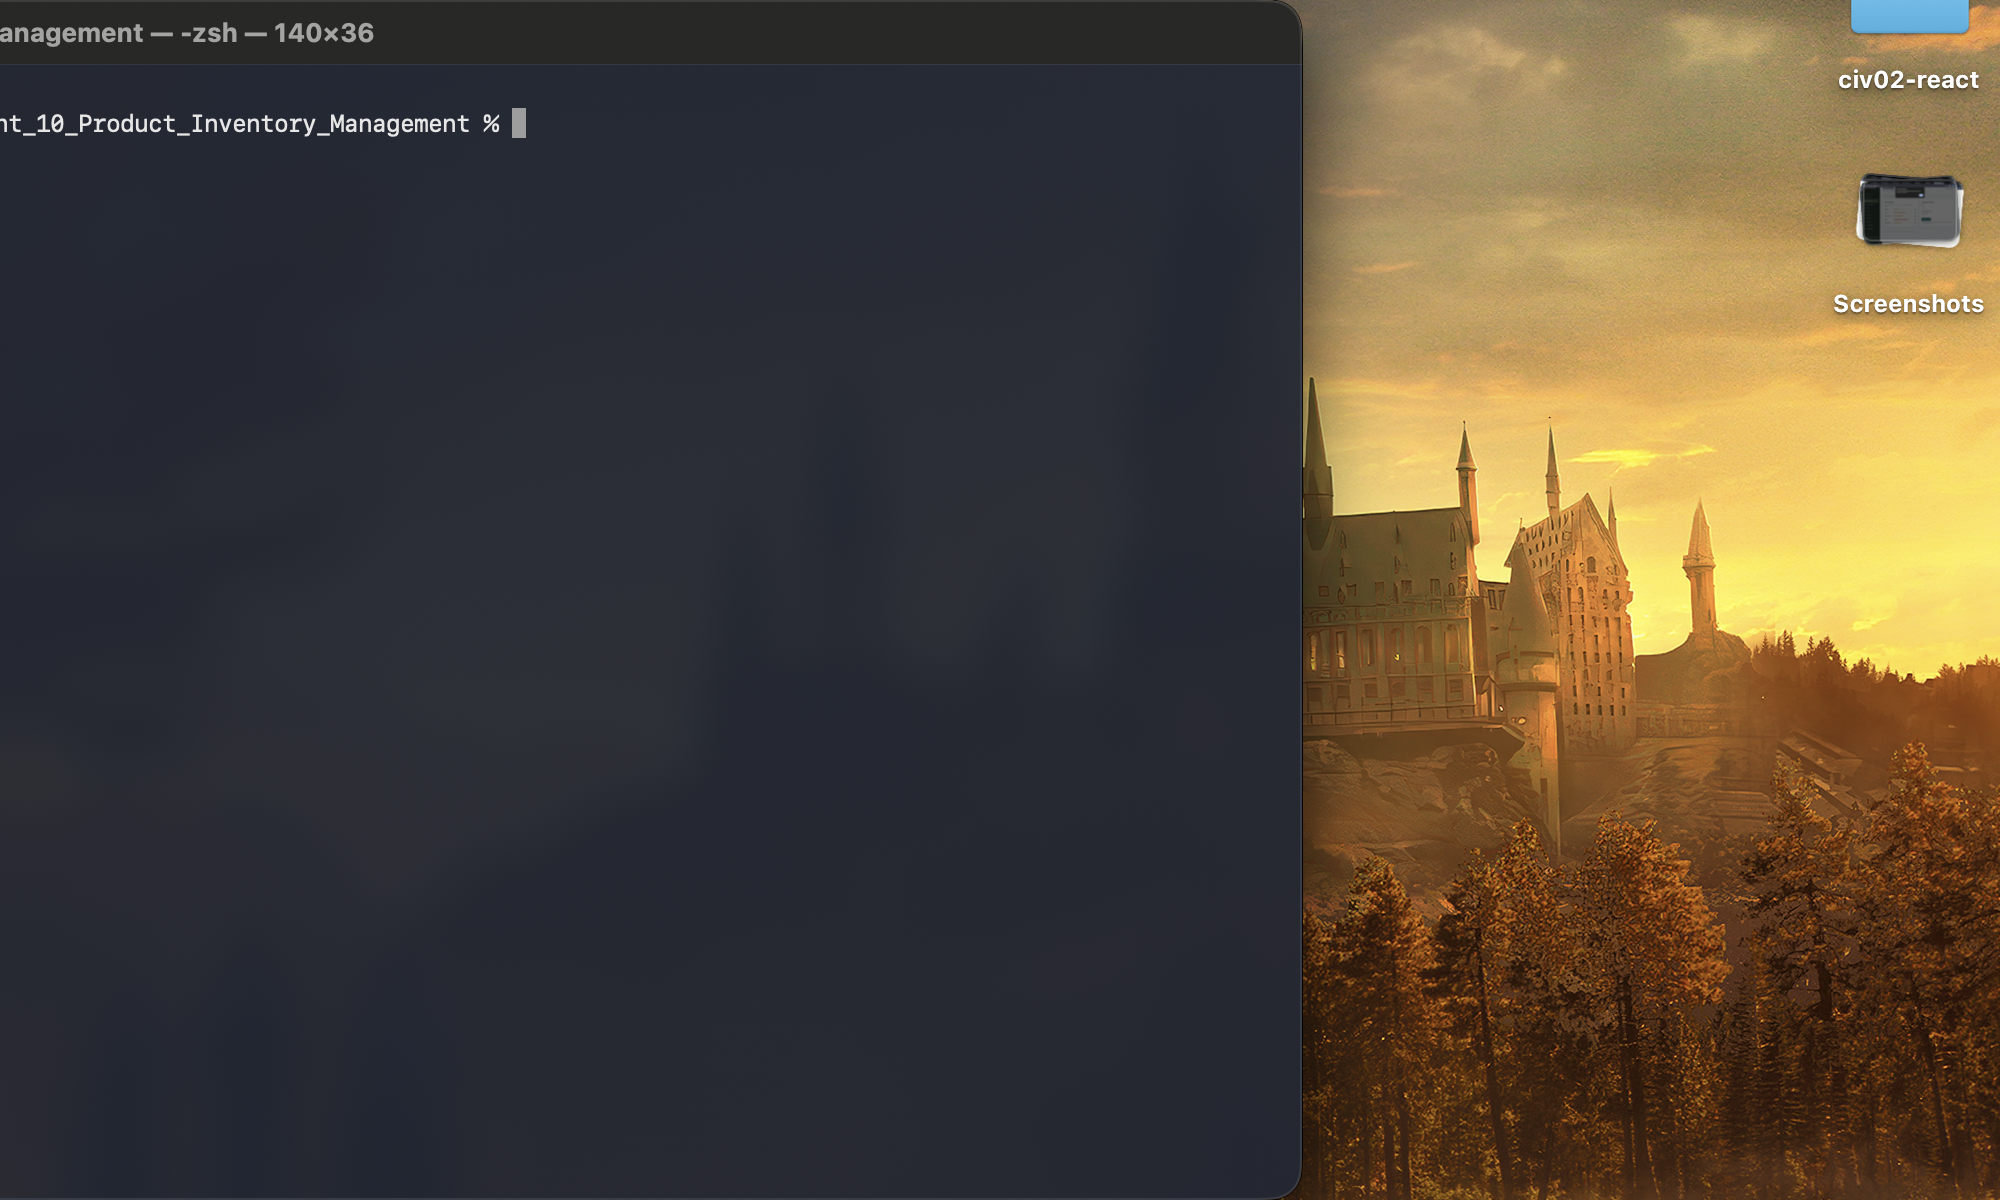 anagement — -zsh — 140×36
nt_10_Product_Inventory_Management %
civ02-react
Screenshots